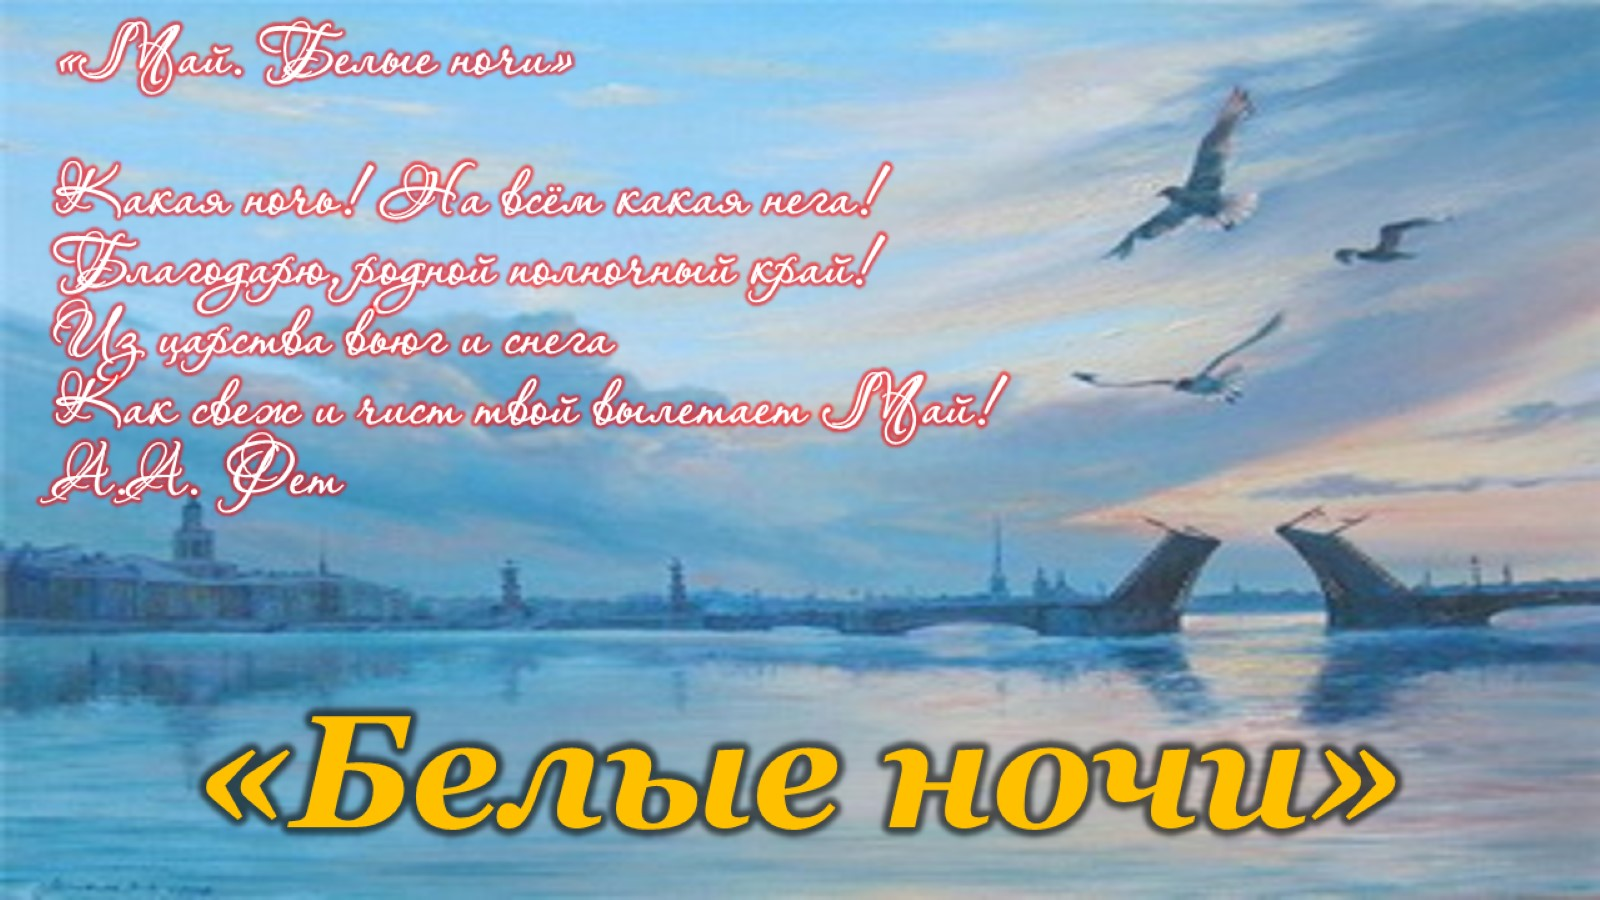 «Май. Белые ночи»
Какая ночь! На всём какая нега!
Благодарю, родной полночный край!
Из царства вьюг и снега
Как свеж и чист твой вылетает Май!
А.А. Фет
«Белые ночи»